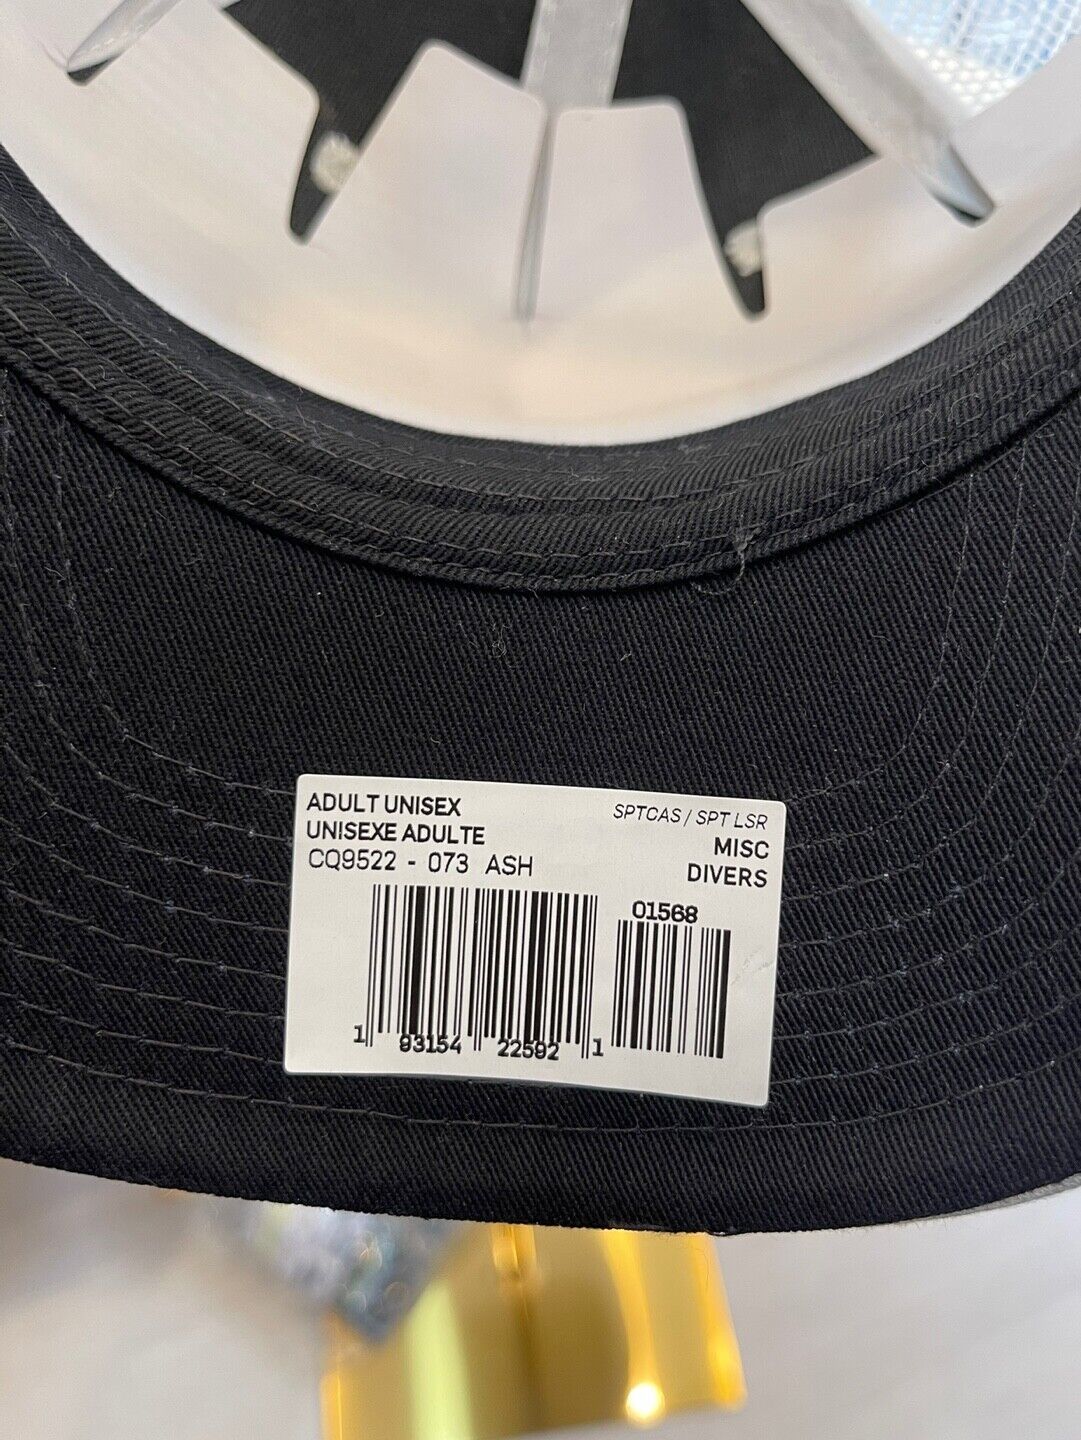 ADULT UNISEX
UNISEXE ADULTE
CQ9522 - 073 ASH
SPTCAS / SPT LSR
MISC
DIVERS
01568
1 93154 22592 1